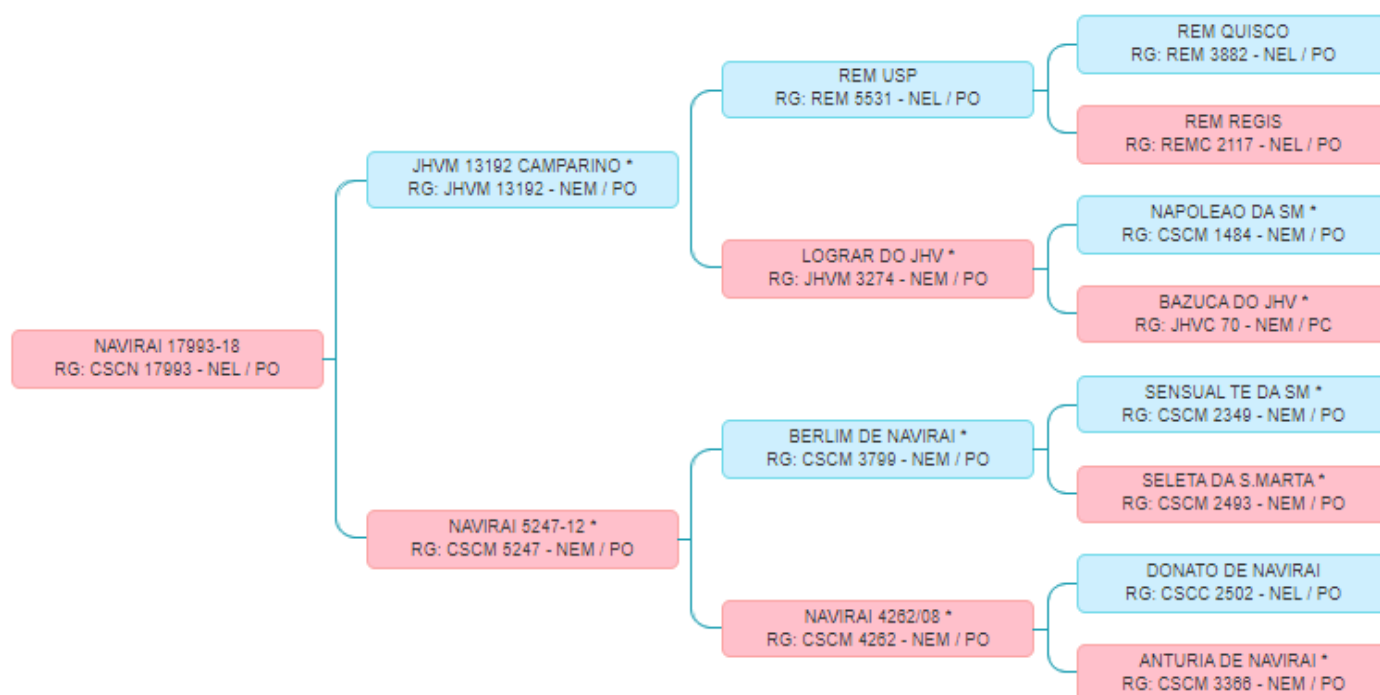 REM QUISCO
RG: REM 3882 - NEL / PO
REM USP
RG: REM 5531 - NEL / PO
REM REGIS
RG: REMC 2117 - NEL / PO
JHVM 13192 CAMPARINO *
RG: JHVM 13192 - NEM / PO
NAPOLEAO DA SM *
RG: CSCM 1484 - NEM / PO
LOGRAR DO JHV *
RG: JHVM 3274 - NEM / PO
BAZUCA DO JHV *
RG: JHVC 70 - NEM / PC
NAVIRAI 17993-18
RG: CSCN 17993 - NEL / PO
SENSUAL TE DA SM *
RG: CSCM 2349 - NEM / PO
BERLIM DE NAVIRAI *
RG: CSCM 3799 - NEM / PO
SELETA DA S.MARTA *
RG: CSCM 2493 - NEM / PO
NAVIRAI 5247-12 *
RG: CSCM 5247 - NEM / PO
DONATO DE NAVIRAI
RG: CSCC 2502 - NEL / PO
NAVIRAI 4262/08 *
RG: CSCM 4262 - NEM / PO
ANTURIA DE NAVIRAI *
RG: CSCM 3366 - NEM / PO